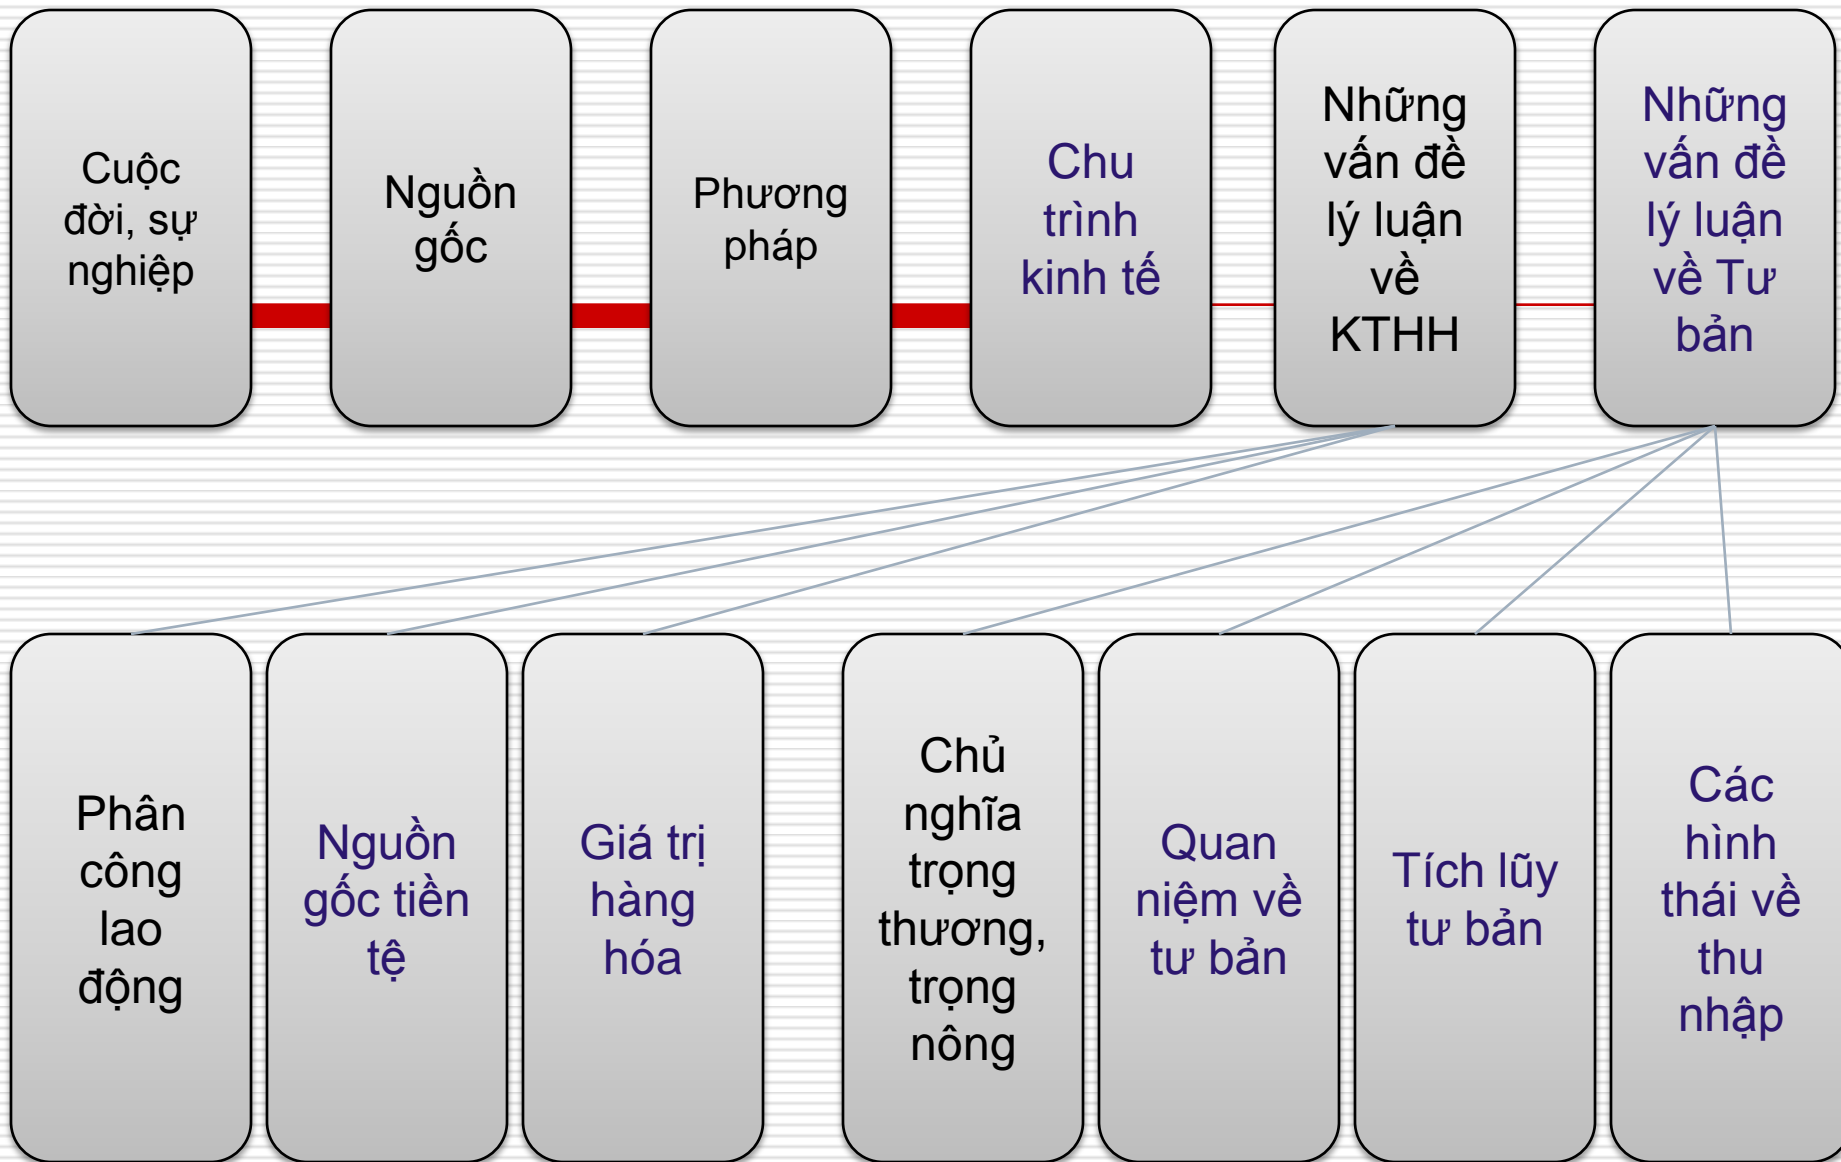 Cuộc
đời, sự
nghiệp
Nguồn
gốc
Phương
pháp
Chu
trình
kinh tế
Những
vấn đề
lý luận
về
KTHH
Những
vấn đề
lý luận
về Tư
bản
Phân
công
lao
động
Nguồn
gốc tiền
tệ
Giá trị
hàng
hóa
Chủ
nghĩa
trọng
thương,
trọng
nông
Quan
niệm về
tư bản
Tích lũy
tư bản
Các
hình
thái về
thu
nhập